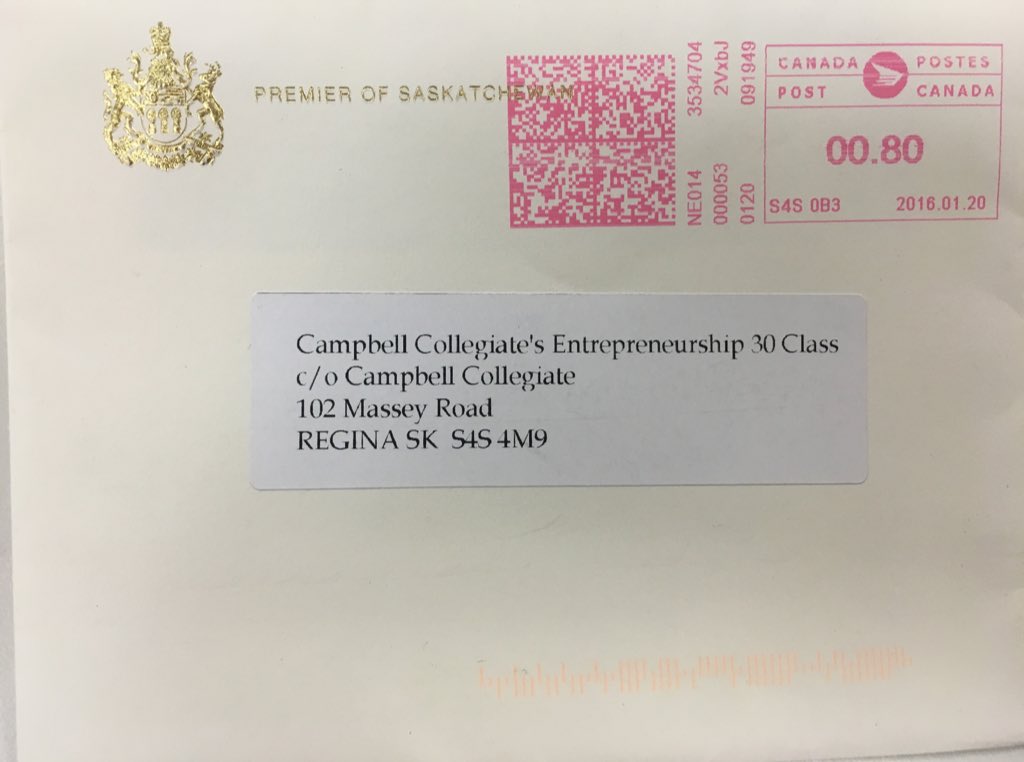 PREMIER OF SASKATCHEWAN
NE014 3534704
000053 2VxbJ
0120 091949
CANADA POSTES
POST CANADA
00.80
S4S 0B3 2016.01.20
Campbell Collegiate's Entrepreneurship 30 Class
c/o Campbell Collegiate
102 Massey Road
REGINA SK S4S 4M9